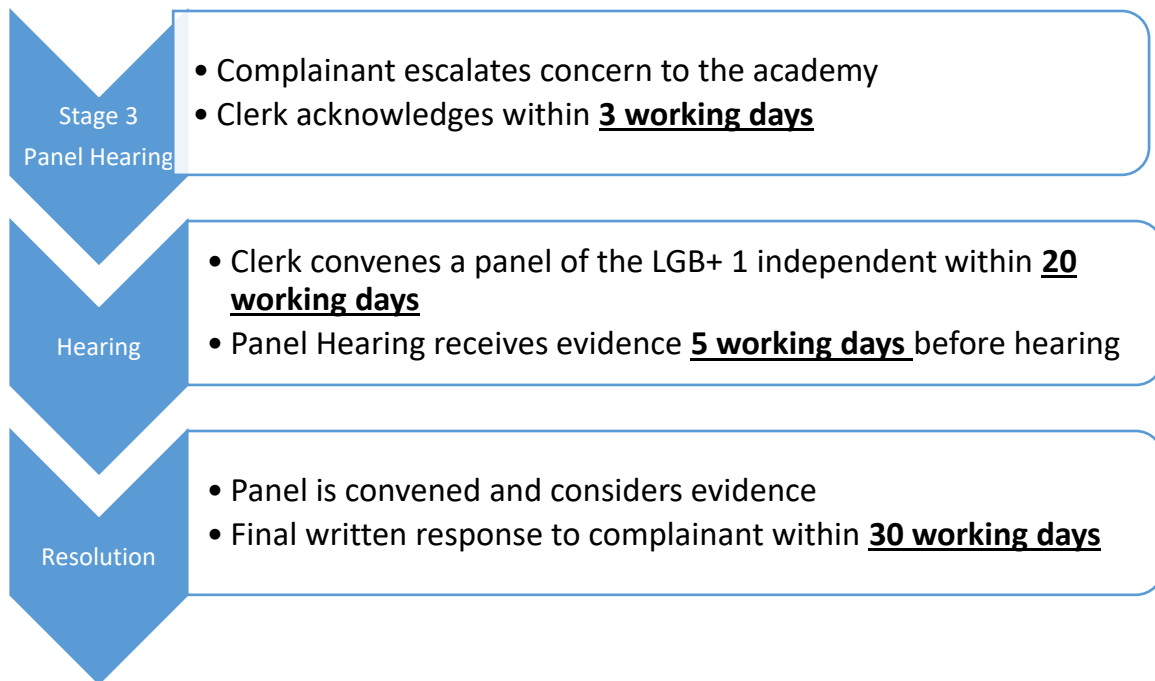 Stage 3
Panel Hearing
• Complainant escalates concern to the academy
• Clerk acknowledges within 3 working days
Hearing
• Clerk convenes a panel of the LGB+ 1 independent within 20
working days
• Panel Hearing receives evidence 5 working days before hearing
Resolution
• Panel is convened and considers evidence
• Final written response to complainant within 30 working days